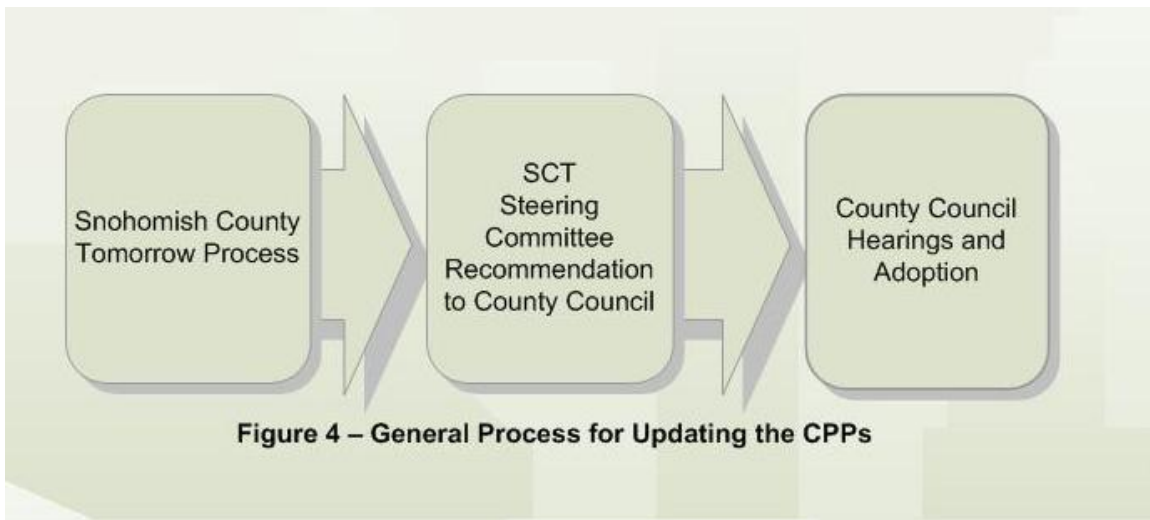 Snohomish County
Tomorrow Process
SCT
Steering
Committee
Recommendation
to County Council
County Council
Hearings and
Adoption
Figure 4 – General Process for Updating the CPPs